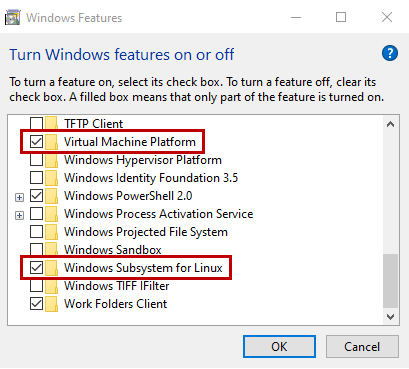 Windows Features
Turn Windows features on or off
To turn a feature on, select its check box. To turn a feature off, clear its
check box. A filled box means that only part of the feature is turned on.
TFTP Client
Virtual Machine Platform
Windows Hypervisor Platform
Windows Identity Foundation 3.5
Windows PowerShell 2.0
Windows Process Activation Service
Windows Projected File System
Windows Sandbox
Windows Subsystem for Linux
Windows TIFF IFilter
Work Folders Client
OK
Cancel